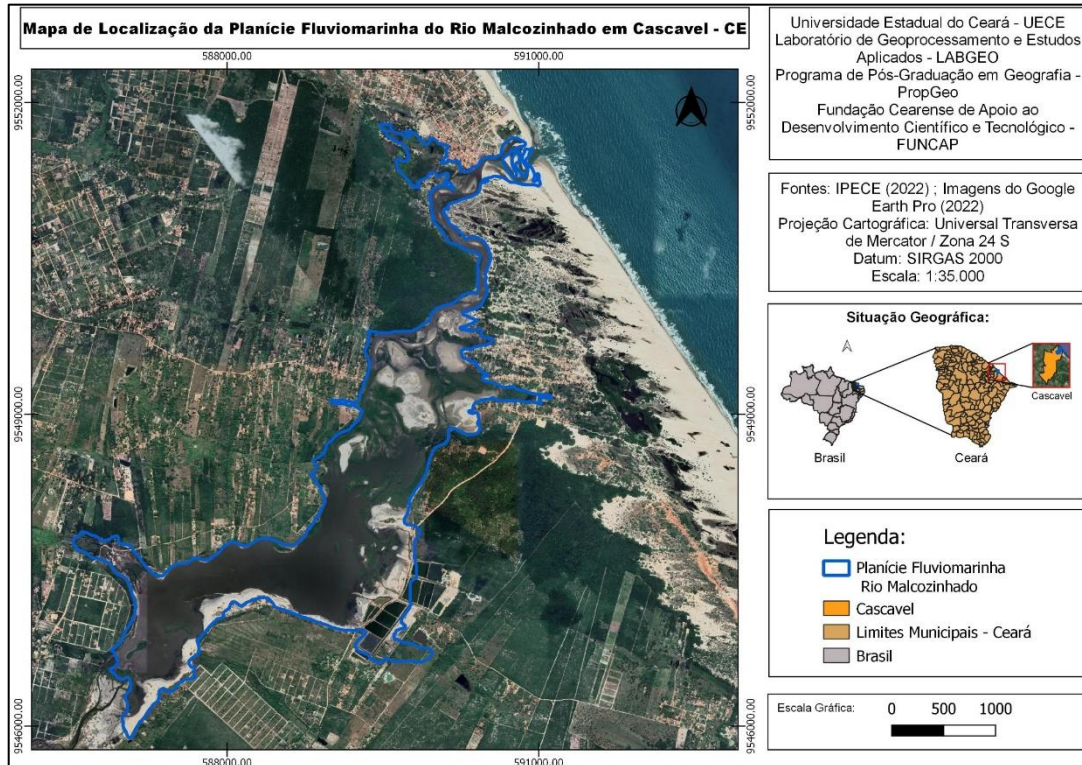 Mapa de Localização da Planície Fluviomarinha do Rio Malcozinhado em Cascavel - CE
588000.00
591000.00
9552000.00
9552000.00
9549000.00
9549000.00
9546000.00
9546000.00
588000.00
591000.00
Universidade Estadual do Ceará - UECE
Laboratório de Geoprocessamento e Estudos
Aplicados - LABGEO
Programa de Pós-Graduação em Geografia -
PropGeo
Fundação Cearense de Apoio ao
Desenvolvimento Científico e Tecnológico -
FUNCAP
Fontes: IPECE (2022) ; Imagens do Google
Earth Pro (2022)
Projeção Cartográfica: Universal Transversa
de Mercator / Zona 24 S
Datum: SIRGAS 2000
Escala: 1:35.000
Situação Geográfica:
Cascavel
Brasil
Ceará
Legenda:
Planície Fluviomarinha
Rio Malcozinhado
Cascavel
Limites Municipais - Ceará
Brasil
Escala Gráfica:
0 500 1000